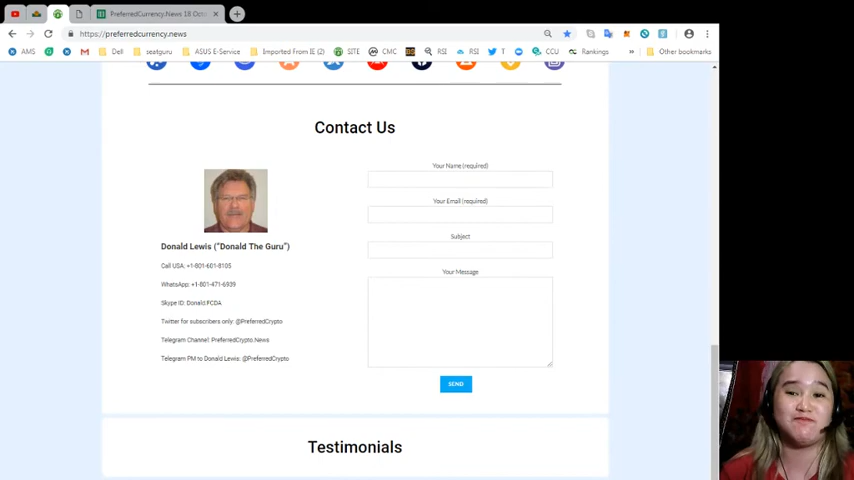 PreferredCurrency.News 18 Octo
https://preferredcurrency.news
AMS
Dell
seatguru
ASUS E-Service
Imported From IE (2)
SITE
CMC
RSI
RSI
T
CCU
Rankings
»
Other bookmarks
Contact Us
Your Name (required)
Your Email (required)
Subject
Your Message
SEND
Donald Lewis ("Donald The Guru")
Call USA: +1-801-601-8105
WhatsApp: +1-801-471-6939
Skype ID: Donald.FCDA
Twitter for subscribers only: @PreferredCrypto
Telegram Channel: PreferredCrypto.News
Telegram PM to Donald Lewis: @PreferredCrypto
Testimonials